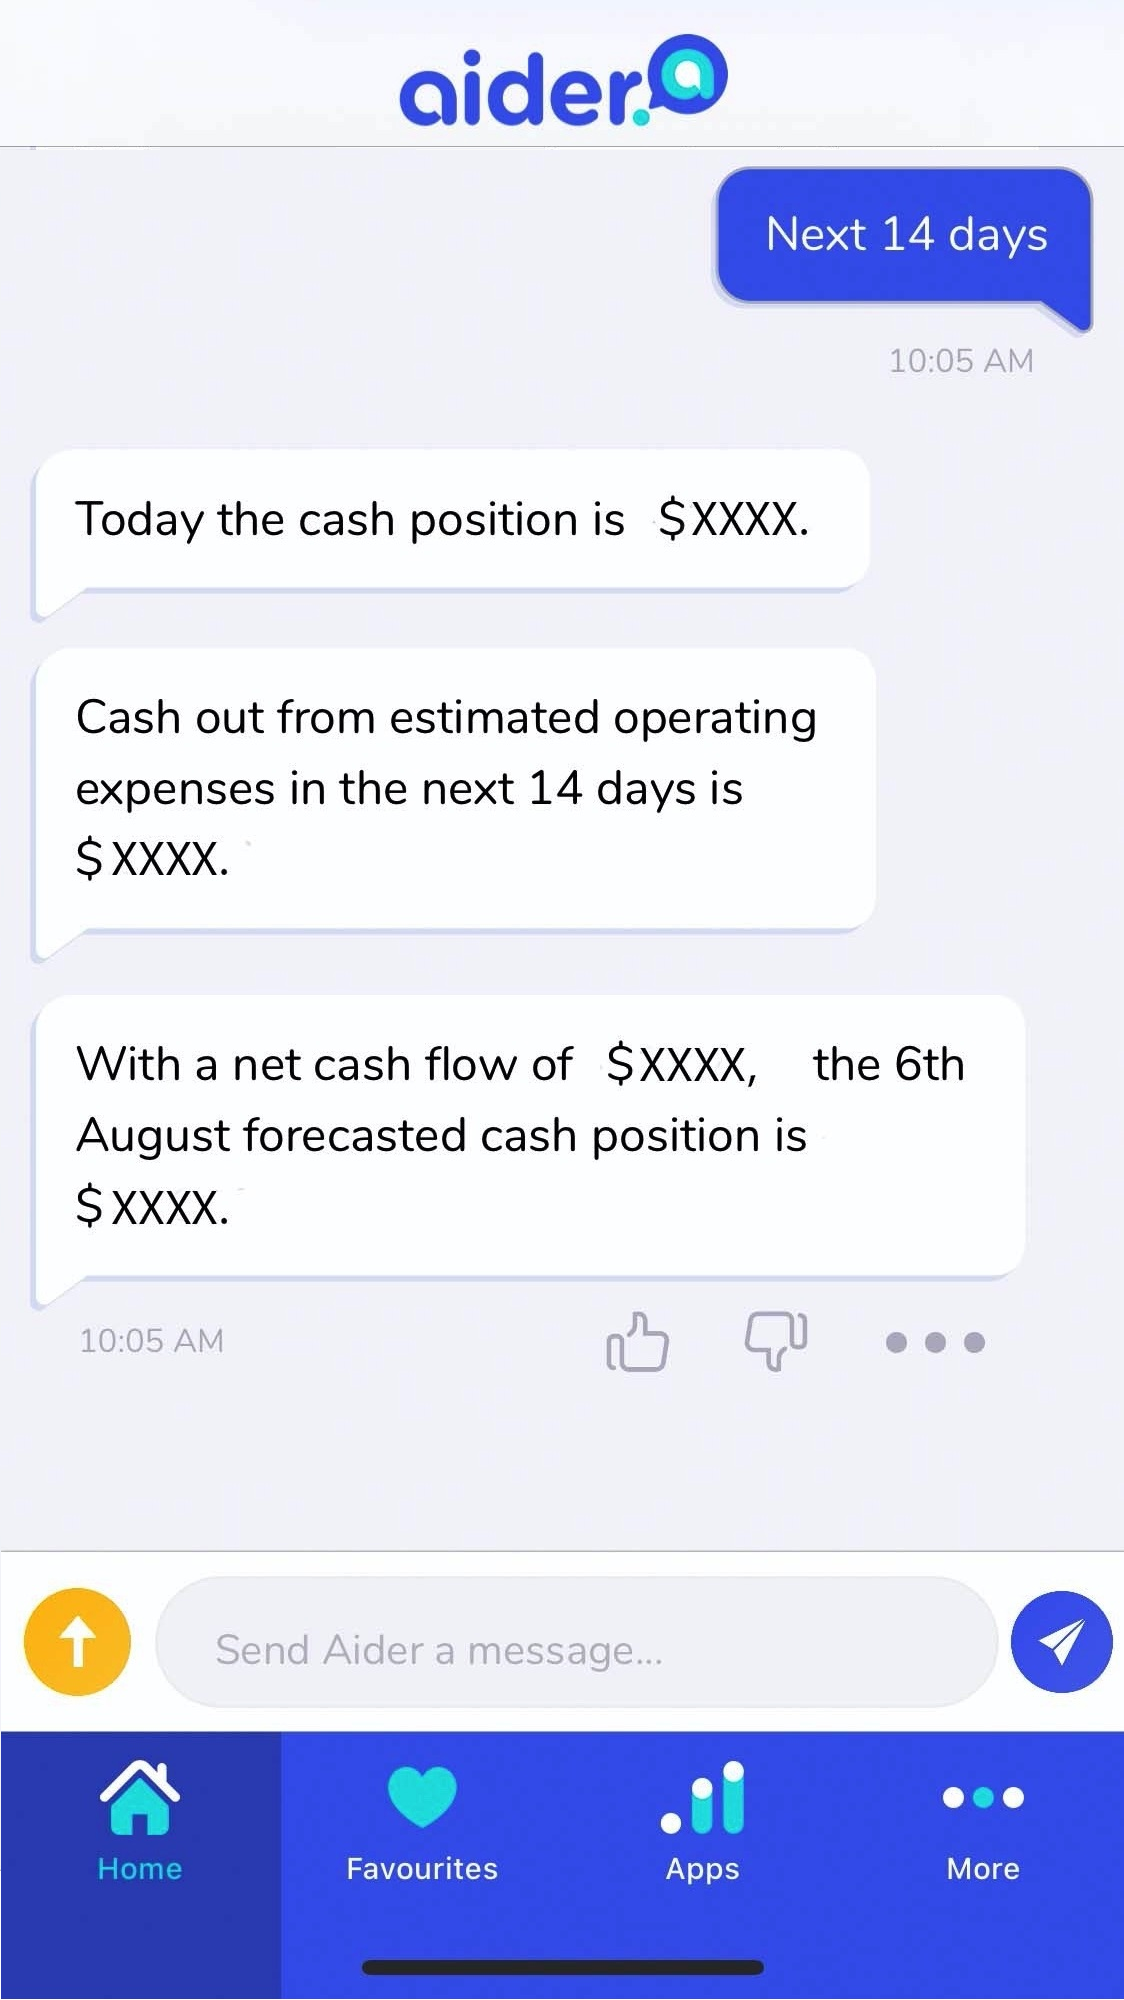 aider.
Next 14 days
10:05 AM
Today the cash position is $XXXX.
Cash out from estimated operating
expenses in the next 14 days is
$XXXX.
With a net cash flow of $XXXX, the 6th
August forecasted cash position is
$XXXX.
10:05 AM
Send Aider a message...
Home Favourites Apps More